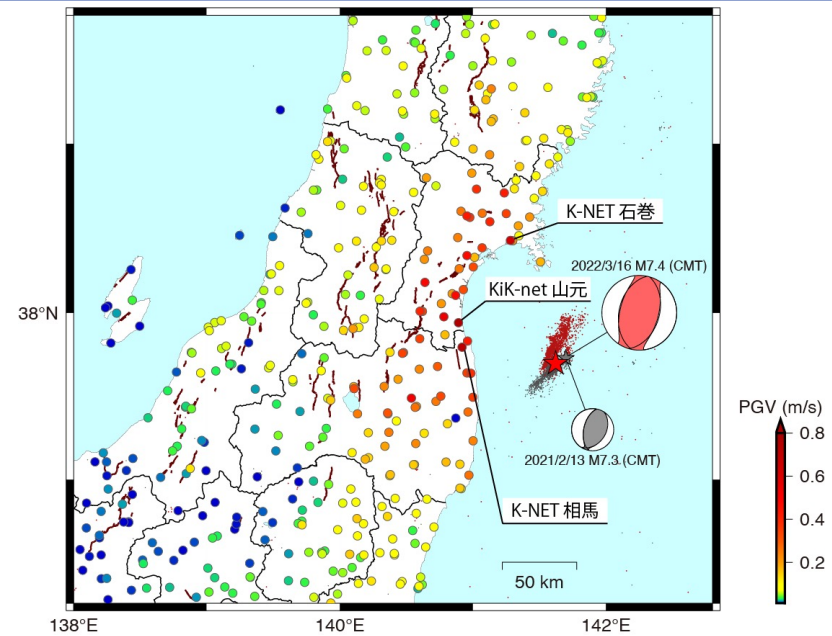 K-NET 石巻
2022/3/16 M7.4 (CMT)
KiK-net 山元
38°N
PGV (m/s)
0.8
0.6
0.4
0.2
2021/2/13 M7.3 (CMT)
K-NET 相馬
50 km
138°E
140°E
142°E